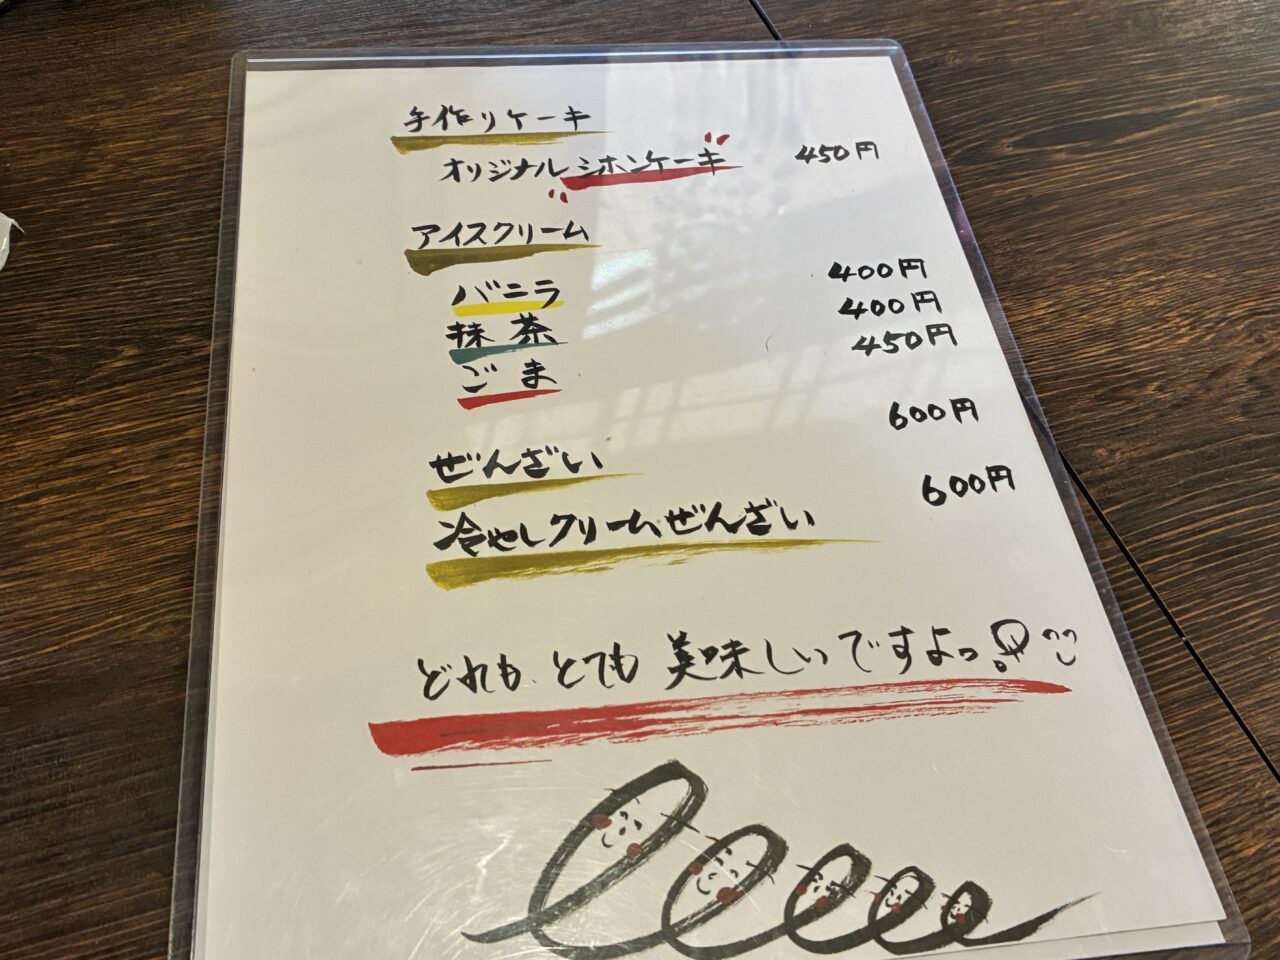 手作りケーキ
オリジナルシホンケーキ 450円
アイスクリーム
バニラ 400円
抹茶 400円
ごま 450円
ぜんざい 600円
冷やしクリームぜんざい 600円
どれも、とても美味しいですよっ!